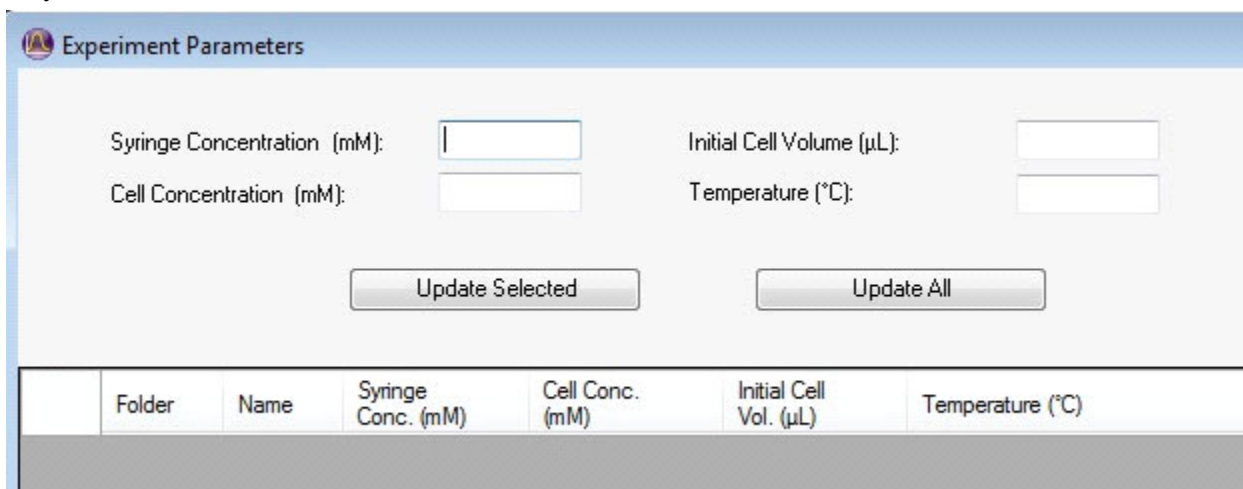 Experiment Parameters
Syringe Concentration (mM): Initial Cell Volume (µL):
Cell Concentration (mM): Temperature (°C):
Update Selected Update All
Folder Name Syringe Conc. (mM) Cell Conc. (mM) Initial Cell Vol. (µL) Temperature (°C)